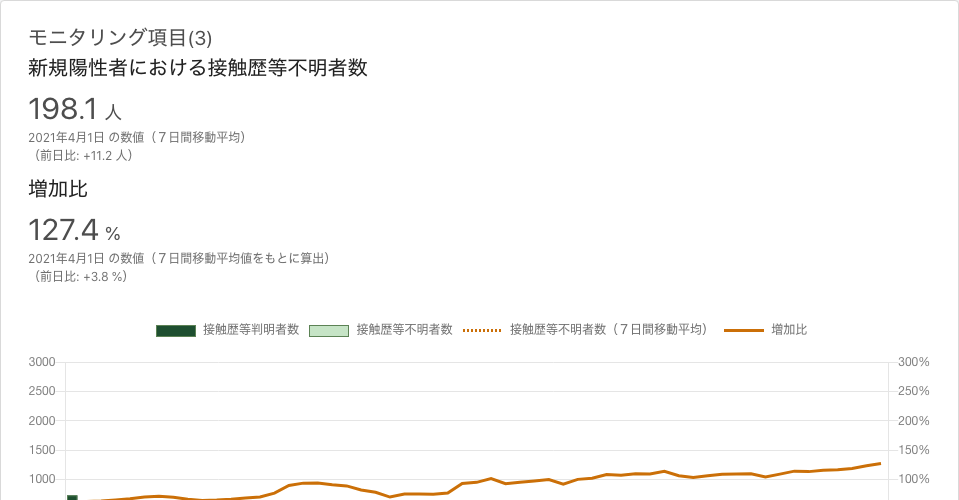 モニタリング項目(3)
新規陽性者における接触歴等不明者数
198.1 人
2021年4月1日 の数値（７日間移動平均）
（前日比: +11.2 人）
増加比
127.4 %
2021年4月1日 の数値（７日間移動平均値をもとに算出）
（前日比: +3.8 %）
接触歴等判明者数 接触歴等不明者数 接触歴等不明者数（７日間移動平均） 増加比
3000 300%
2500 250%
2000 200%
1500 150%
1000 100%